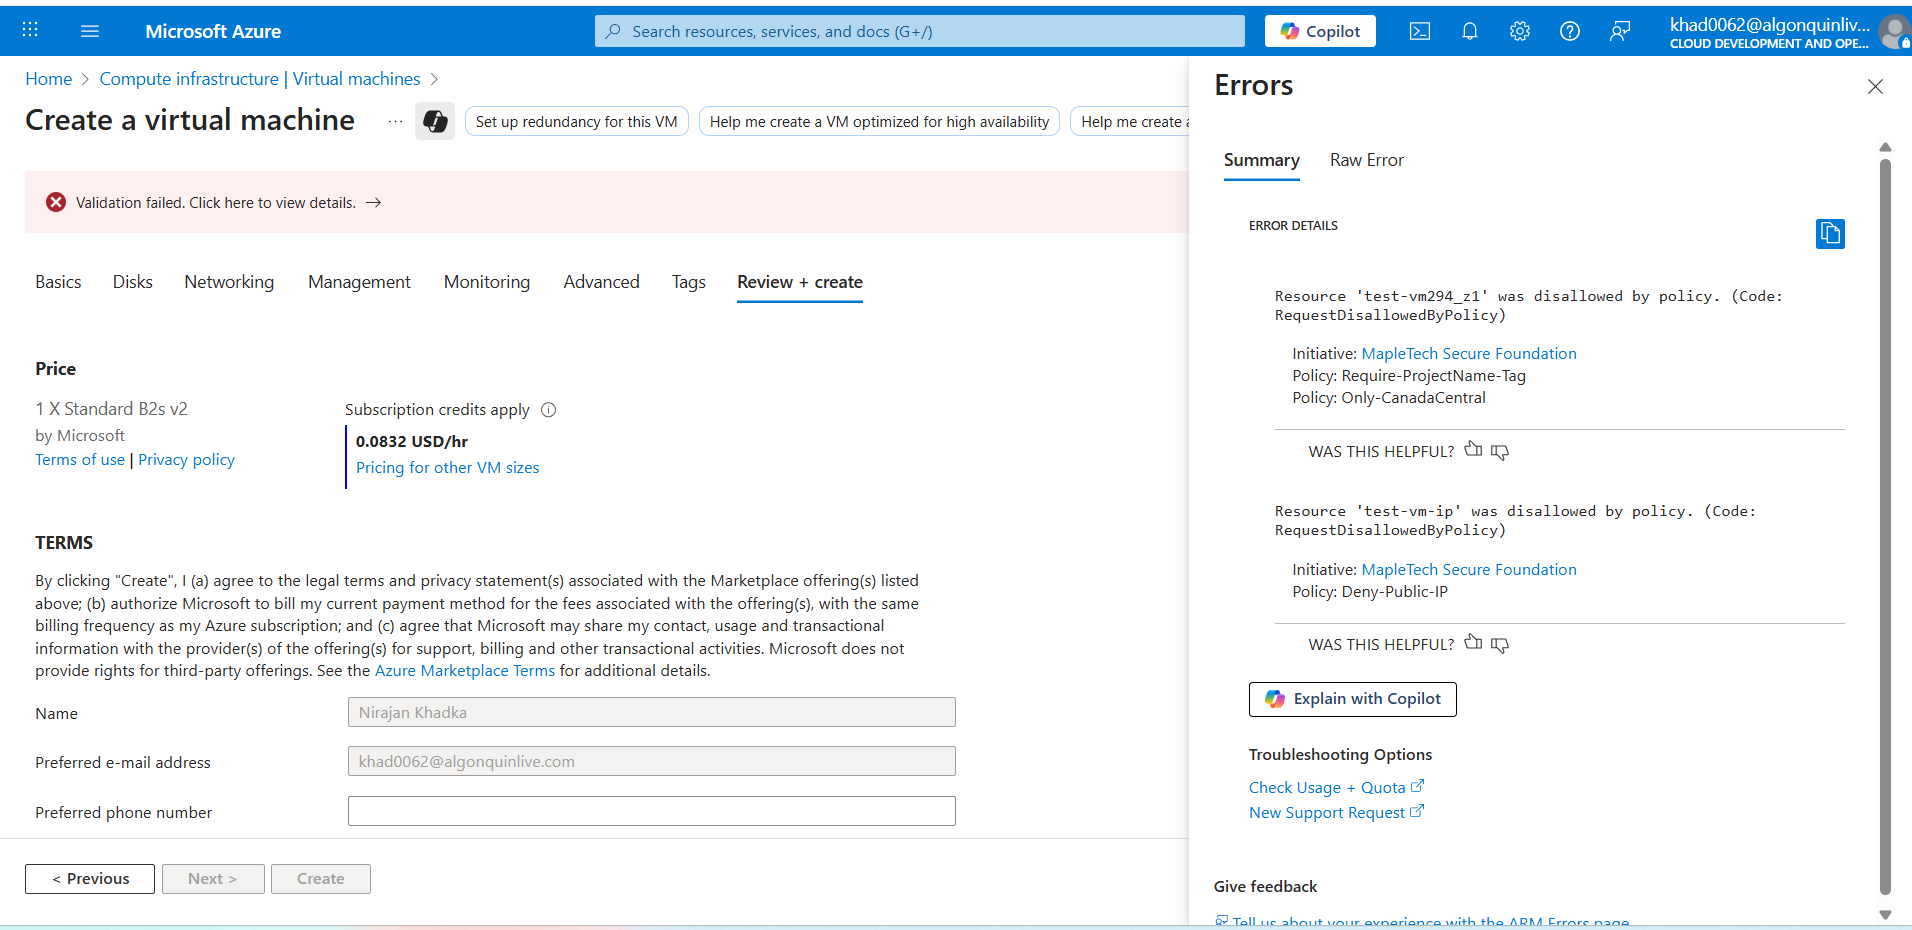 Microsoft Azure
Search resources, services, and docs (G+/)
Copilot
khad0062@algonquinliv...
CLOUD DEVELOPMENT AND OPE...
Home > Compute infrastructure | Virtual machines >
Create a virtual machine
...
Set up redundancy for this VM
Help me create a VM optimized for high availability
Help me create a
Validation failed. Click here to view details. →
Basics
Disks
Networking
Management
Monitoring
Advanced
Tags
Review + create
Price
1 X Standard B2s v2
by Microsoft
Terms of use | Privacy policy
Subscription credits apply
0.0832 USD/hr
Pricing for other VM sizes
TERMS
By clicking "Create", I (a) agree to the legal terms and privacy statement(s) associated with the Marketplace offering(s) listed
above; (b) authorize Microsoft to bill my current payment method for the fees associated with the offering(s), with the same
billing frequency as my Azure subscription; and (c) agree that Microsoft may share my contact, usage and transactional
information with the provider(s) of the offering(s) for support, billing and other transactional activities. Microsoft does not
provide rights for third-party offerings. See the Azure Marketplace Terms for additional details.
Name
Nirajan Khadka
Preferred e-mail address
khad0062@algonquinlive.com
Preferred phone number
< Previous
Next >
Create
Errors
Summary
Raw Error
ERROR DETAILS
Resource 'test-vm294_z1' was disallowed by policy. (Code:
RequestDisallowedByPolicy)
Initiative: MapleTech Secure Foundation
Policy: Require-ProjectName-Tag
Policy: Only-CanadaCentral
WAS THIS HELPFUL?
Resource 'test-vm-ip' was disallowed by policy. (Code:
RequestDisallowedByPolicy)
Initiative: MapleTech Secure Foundation
Policy: Deny-Public-IP
WAS THIS HELPFUL?
Explain with Copilot
Troubleshooting Options
Check Usage + Quota
New Support Request
Give feedback
Tell us about your experience with the ARM Errors page